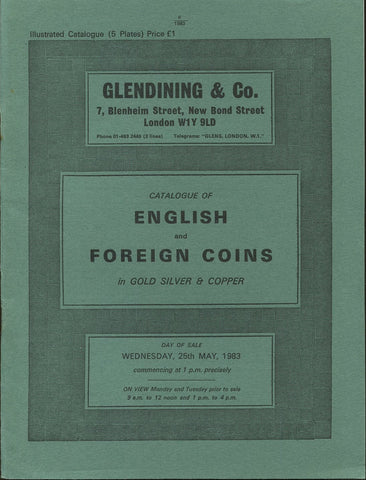 6
1983
Illustrated Catalogue (5 Plates) Price £1
GLENDINING & Co.
7, Blenheim Street, New Bond Street
London W1Y 9LD
Phone 01-493 2445 (3 lines) Telegrams: "GLENS, LONDON, W.1."
CATALOGUE OF
ENGLISH
and
FOREIGN COINS
in GOLD SILVER & COPPER
DAY OF SALE
WEDNESDAY, 25th MAY, 1983
commencing at 1 p.m. precisely
ON VIEW Monday and Tuesday prior to sale
9 a.m. to 12 noon and 1 p.m. to 4 p.m.